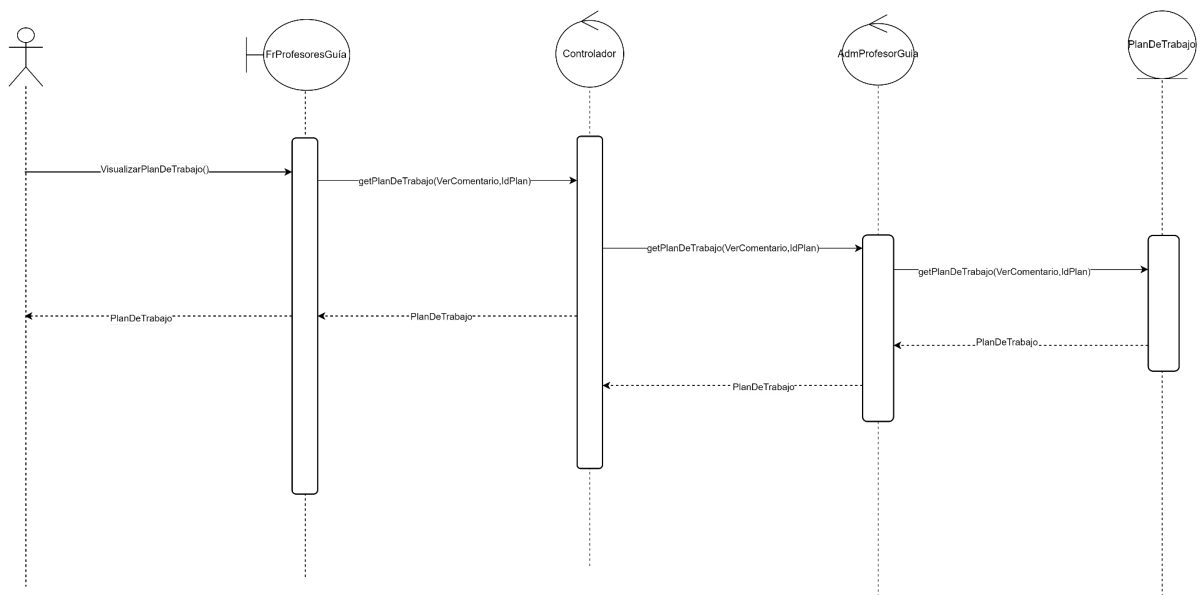 FrProfesoresGuía
Controlador
AdmProfesorGuia
PlanDeTrabajo
VisualizarPlanDeTrabajo()
getPlanDeTrabajo(VerComentario,IdPlan)
getPlanDeTrabajo(VerComentario,IdPlan)
getPlanDeTrabajo(VerComentario,IdPlan)
PlanDeTrabajo
PlanDeTrabajo
PlanDeTrabajo
PlanDeTrabajo